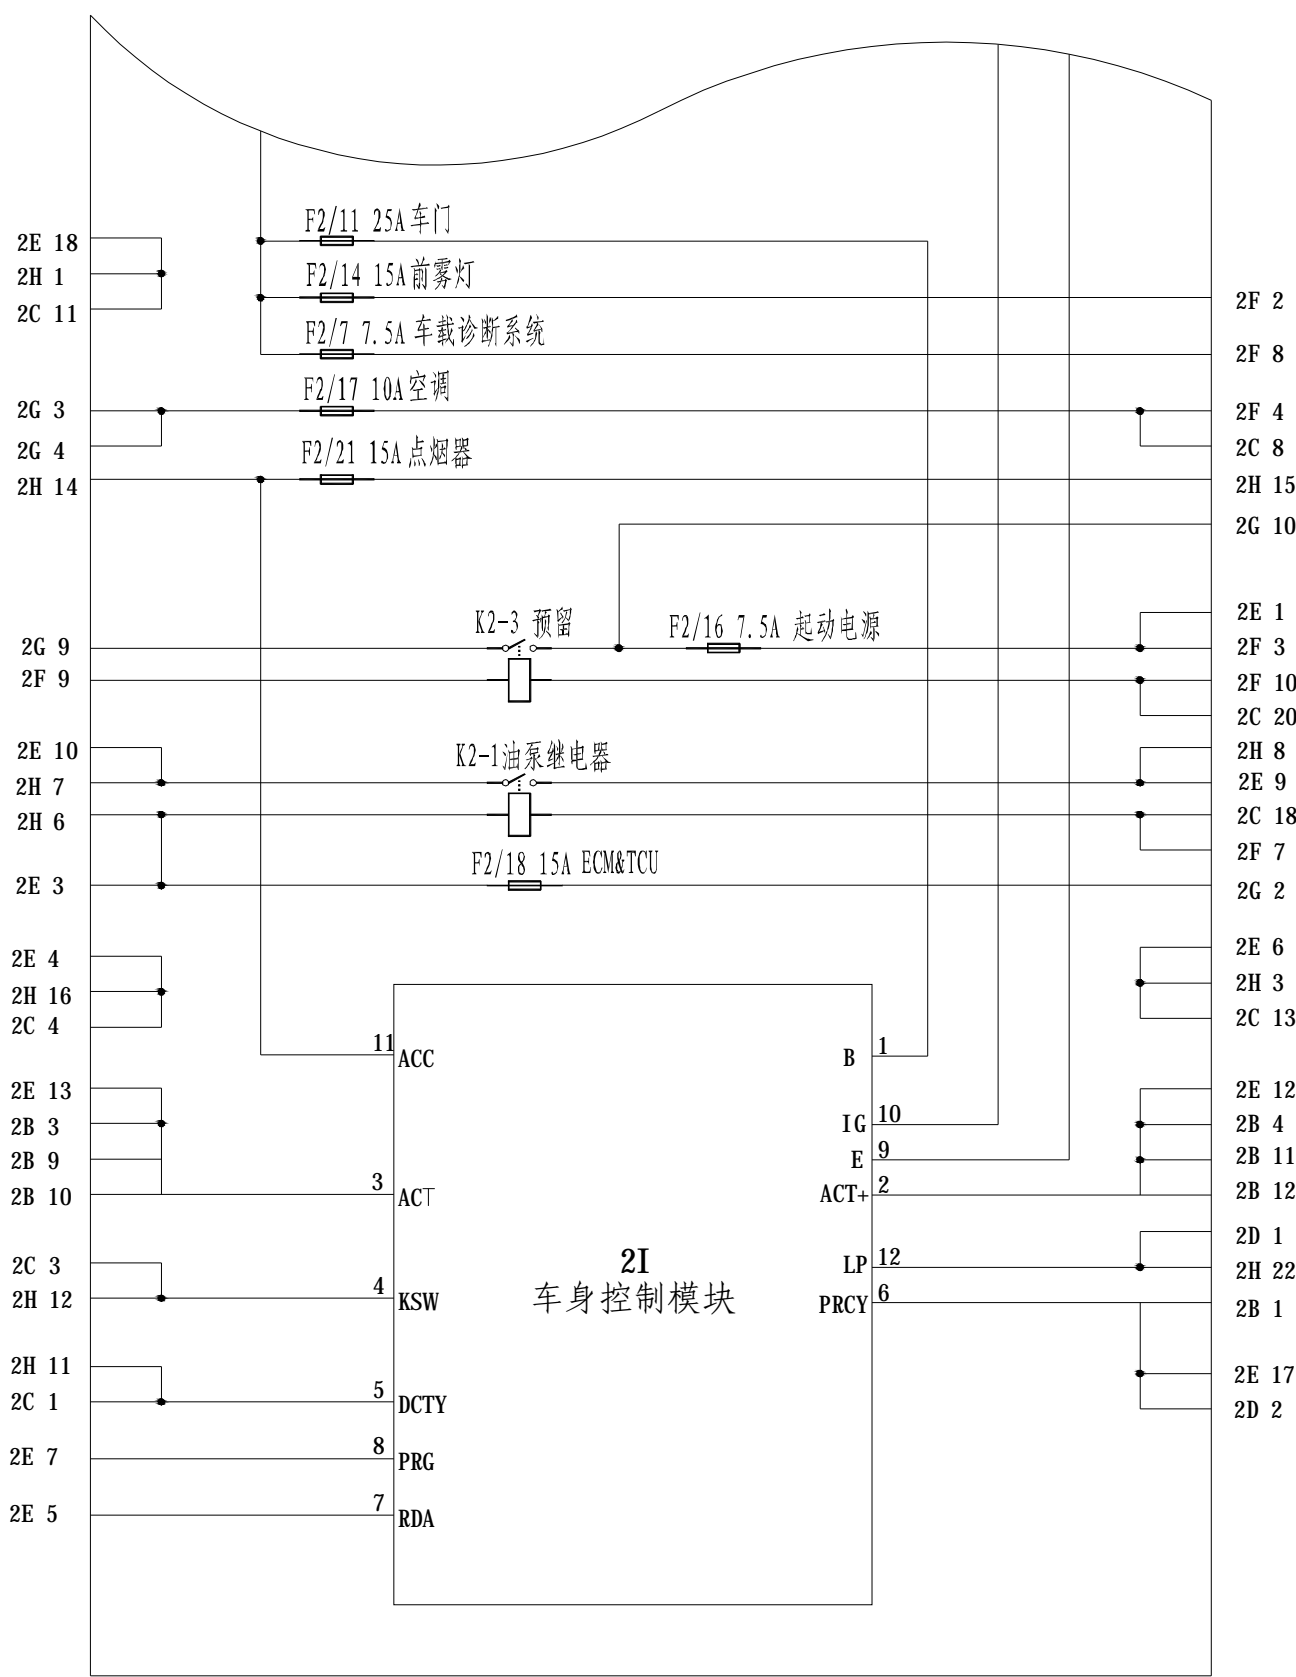 F2/11 25A车门
2E 18
2H 1
F2/14 15A前雾灯
2F 2
2C 11
F2/7 7.5A 车载诊断系统
2F 8
F2/17 10A空调
2G 3
2F 4
2G 4
F2/21 15A点烟器
2C 8
2H 14
2H 15
2G 10
2E 1
K2-3 预留
F2/16 7.5A 起动电源
2G 9
2F 3
2F 9
2F 10
2C 20
2E 10
K2-1油泵继电器
2H 8
2H 7
2E 9
2H 6
2C 18
2F 7
F2/18 15A ECM&TCU
2E 3
2G 2
2E 4
2E 6
2H 16
2H 3
2C 4
2C 13
11 ACC
B 1
2E 13
2E 12
2B 3
IG 10
2B 4
2B 9
E 9
2B 11
2B 10
3 ACT
ACT+ 2
2B 12
2D 1
2C 3
2I
LP 12
2H 22
2H 12
4 KSW
车身控制模块
PRCY 6
2B 1
2H 11
2E 17
2C 1
5 DCTY
2D 2
2E 7
8 PRG
2E 5
7 RDA